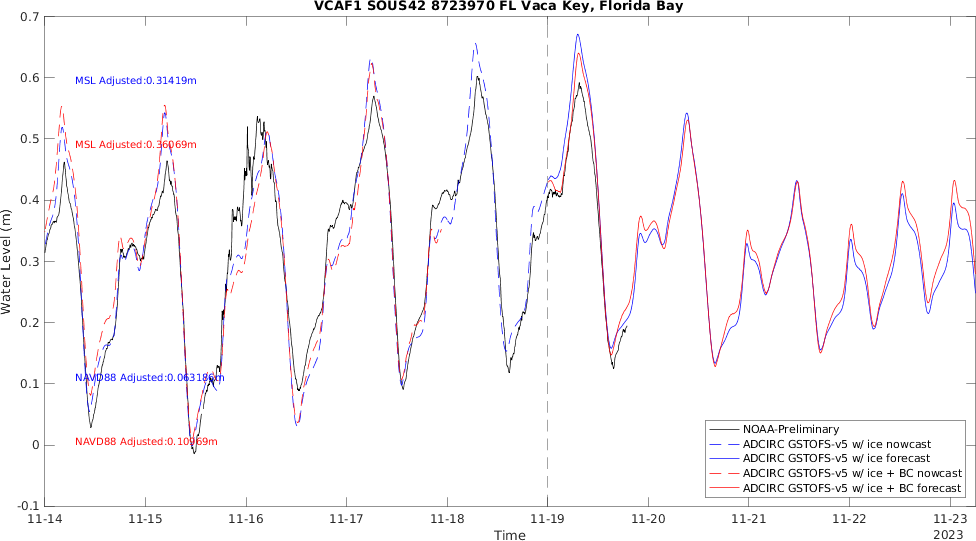 VCAF1 SOUS42 8723970 FL Vaca Key, Florida Bay
0.7
0.6
0.5
0.4
0.3
0.2
0.1
0
-0.1
Water Level (m)
MSL Adjusted:0.31419m
MSL Adjusted:0.36069m
NAVD88 Adjusted:0.063186m
NAVD88 Adjusted:0.10969m
NOAA-Preliminary
ADCIRC GSTOFS-v5 w/ ice nowcast
ADCIRC GSTOFS-v5 w/ ice forecast
ADCIRC GSTOFS-v5 w/ ice + BC nowcast
ADCIRC GSTOFS-v5 w/ ice + BC forecast
11-14 11-15 11-16 11-17 11-18 11-19 11-20 11-21 11-22 11-23
Time
2023